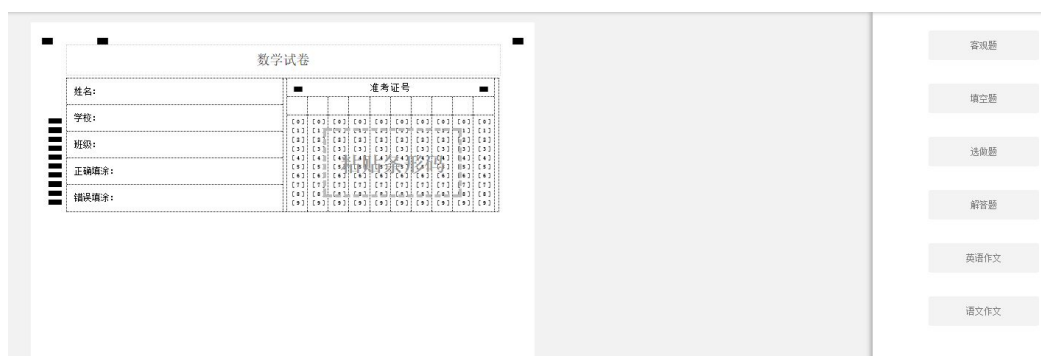 数学试卷
姓名:
准考证号
学校:
班级:
正确填涂:
错误填涂:
[0] [0] [0] [0] [0] [0] [0] [0] [0] [0]
[1] [1] [1] [1] [1] [1] [1] [1] [1] [1]
[2] [2] [2] [2] [2] [2] [2] [2] [2] [2]
[3] [3] [3] [3] [3] [3] [3] [3] [3] [3]
[4] [4] [4] [4] [4] [4] [4] [4] [4] [4]
[5] [5] [5] [5] [5] [5] [5] [5] [5] [5]
[6] [6] [6] [6] [6] [6] [6] [6] [6] [6]
[7] [7] [7] [7] [7] [7] [7] [7] [7] [7]
[8] [8] [8] [8] [8] [8] [8] [8] [8] [8]
[9] [9] [9] [9] [9] [9] [9] [9] [9] [9]
粘贴条形码
客观题
填空题
选做题
解答题
英语作文
语文作文